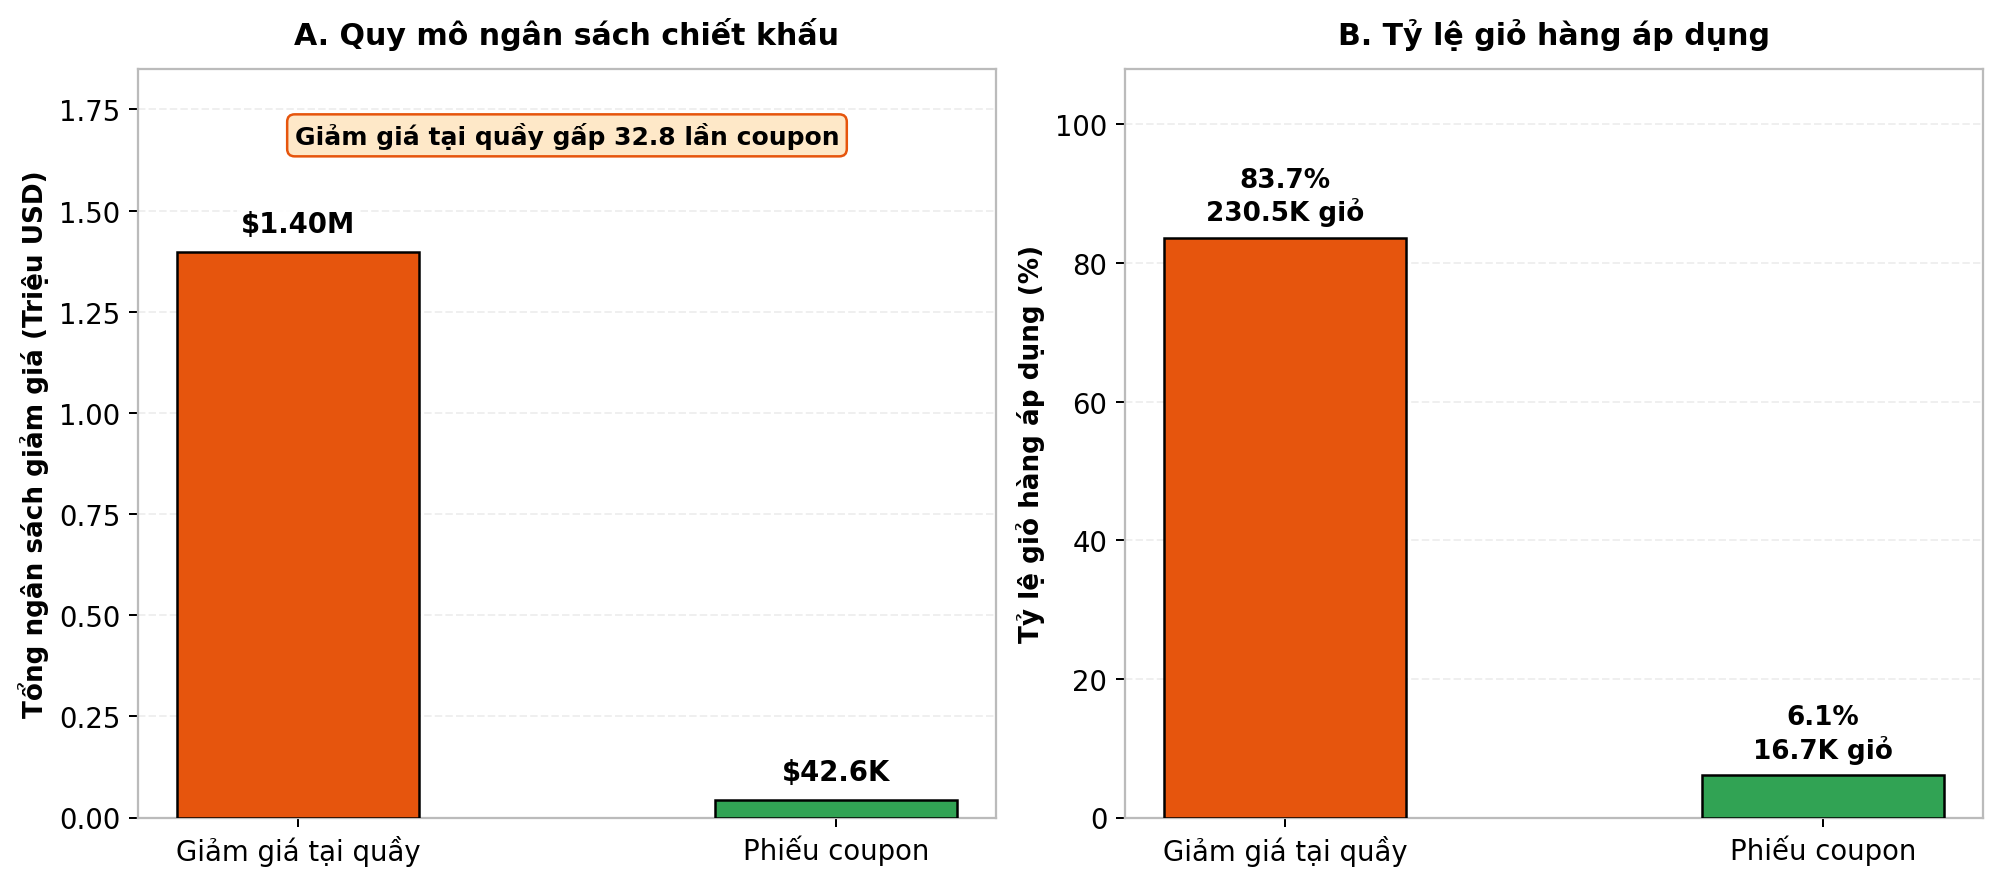 A. Quy mô ngân sách chiết khấu
Tổng ngân sách giảm giá (Triệu USD)
1.75
1.50
1.25
1.00
0.75
0.50
0.25
0.00
Giảm giá tại quầy gấp 32.8 lần coupon
$1.40M
$42.6K
Giảm giá tại quầy
Phiếu coupon
B. Tỷ lệ giỏ hàng áp dụng
Tỷ lệ giỏ hàng áp dụng (%)
100
80
60
40
20
0
83.7%
230.5K giỏ
6.1%
16.7K giỏ
Giảm giá tại quầy
Phiếu coupon